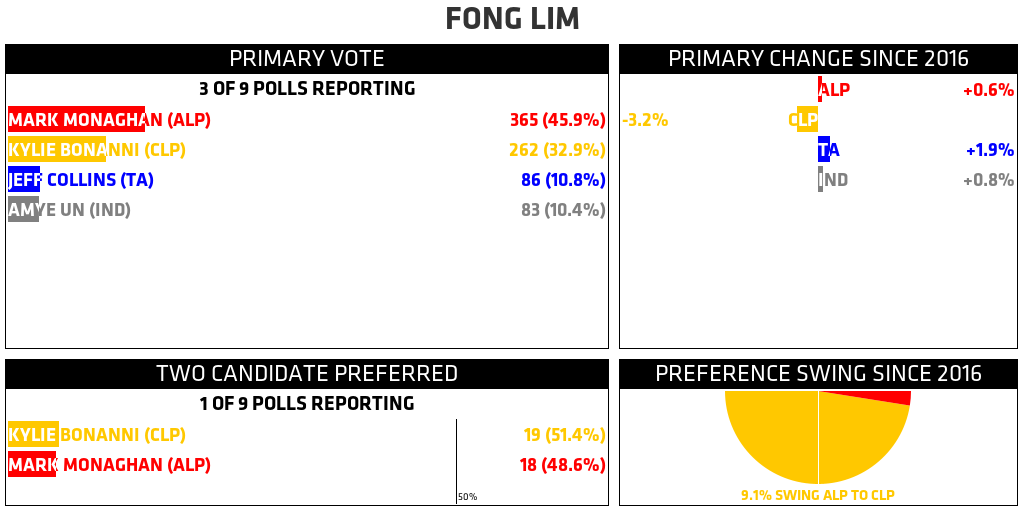 FONG LIM
PRIMARY VOTE
3 OF 9 POLLS REPORTING
MARK MONAGHAN (ALP) 365 (45.9%)
KYLIE BONANNI (CLP) 262 (32.9%)
JEFF COLLINS (TA) 86 (10.8%)
AMYE UN (IND) 83 (10.4%)
PRIMARY CHANGE SINCE 2016
ALP +0.6%
-3.2% CLP
TA +1.9%
IND +0.8%
TWO CANDIDATE PREFERRED
1 OF 9 POLLS REPORTING
KYLIE BONANNI (CLP) 19 (51.4%)
MARK MONAGHAN (ALP) 18 (48.6%)
50%
PREFERENCE SWING SINCE 2016
9.1% SWING ALP TO CLP